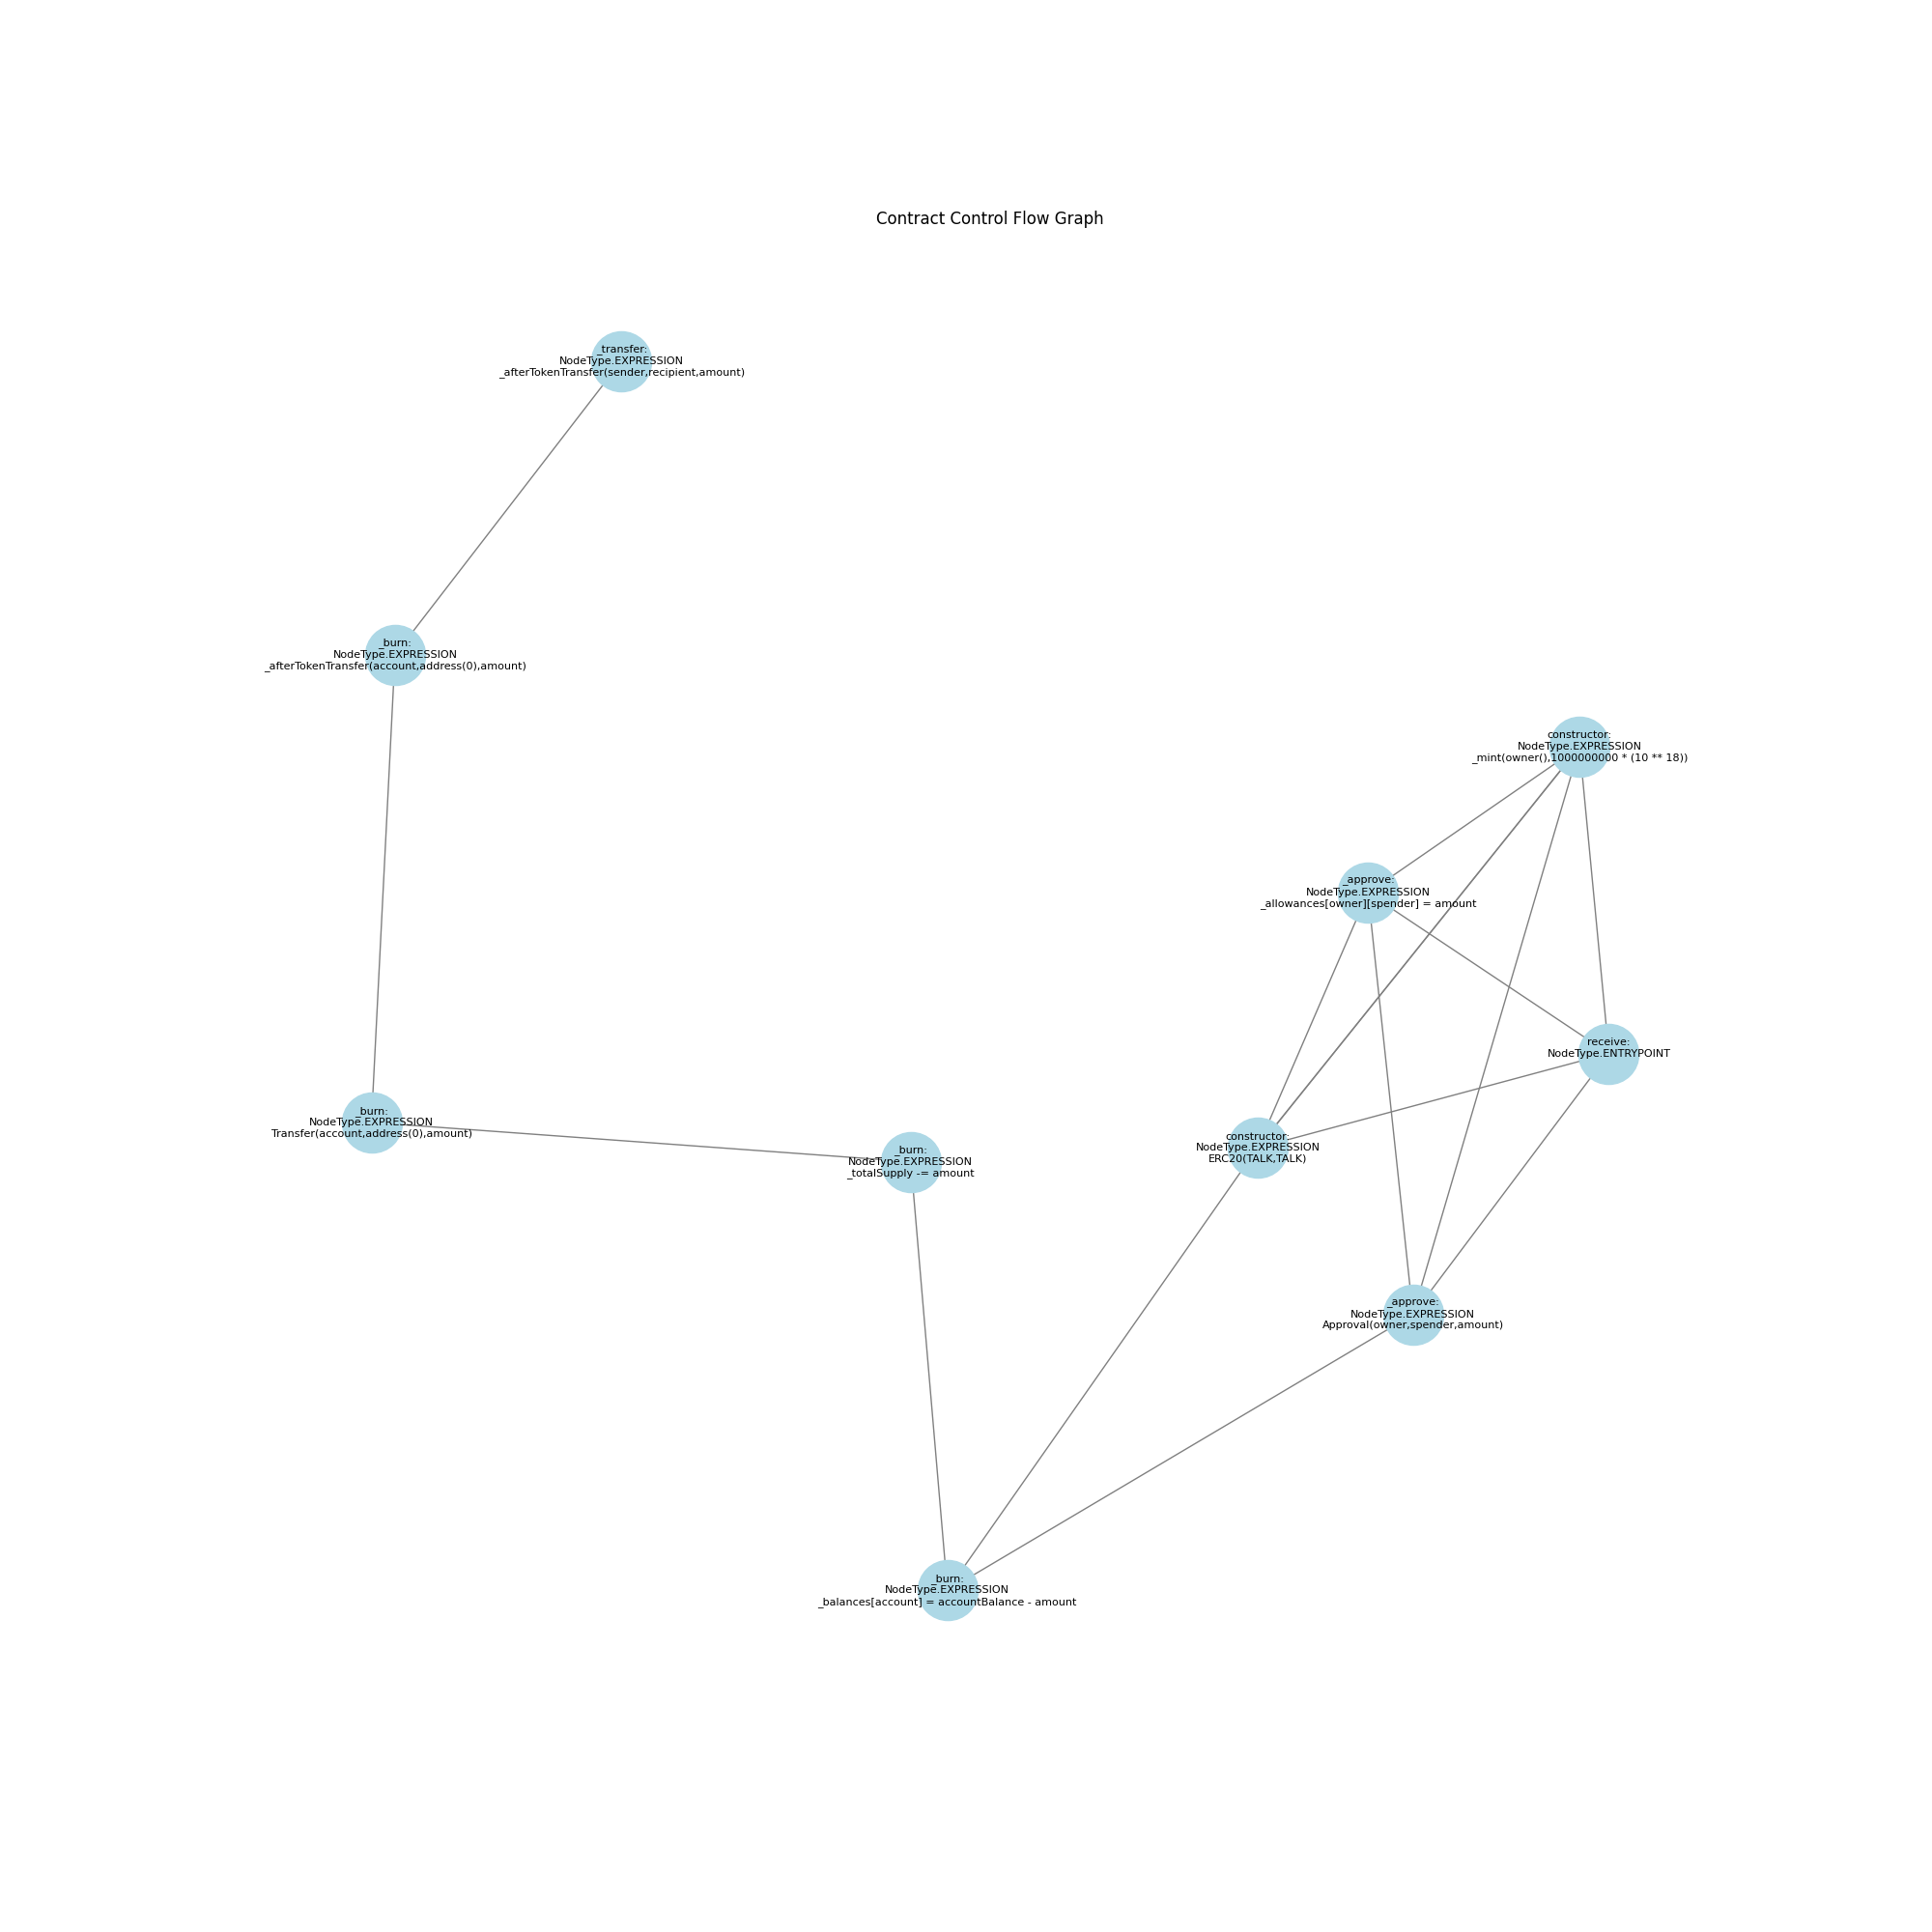 Contract Control Flow Graph
_transfer:
NodeType.EXPRESSION
_afterTokenTransfer(sender,recipient,amount)
_burn:
NodeType.EXPRESSION
_afterTokenTransfer(account,address(0),amount)
constructor:
NodeType.EXPRESSION
_mint(owner(),1000000000 * (10 ** 18))
_approve:
NodeType.EXPRESSION
_allowances[owner][spender] = amount
receive:
NodeType.ENTRYPOINT
_burn:
NodeType.EXPRESSION
Transfer(account,address(0),amount)
constructor:
NodeType.EXPRESSION
ERC20(TALK,TALK)
_burn:
NodeType.EXPRESSION
_totalSupply -= amount
_approve:
NodeType.EXPRESSION
Approval(owner,spender,amount)
_burn:
NodeType.EXPRESSION
_balances[account] = accountBalance - amount